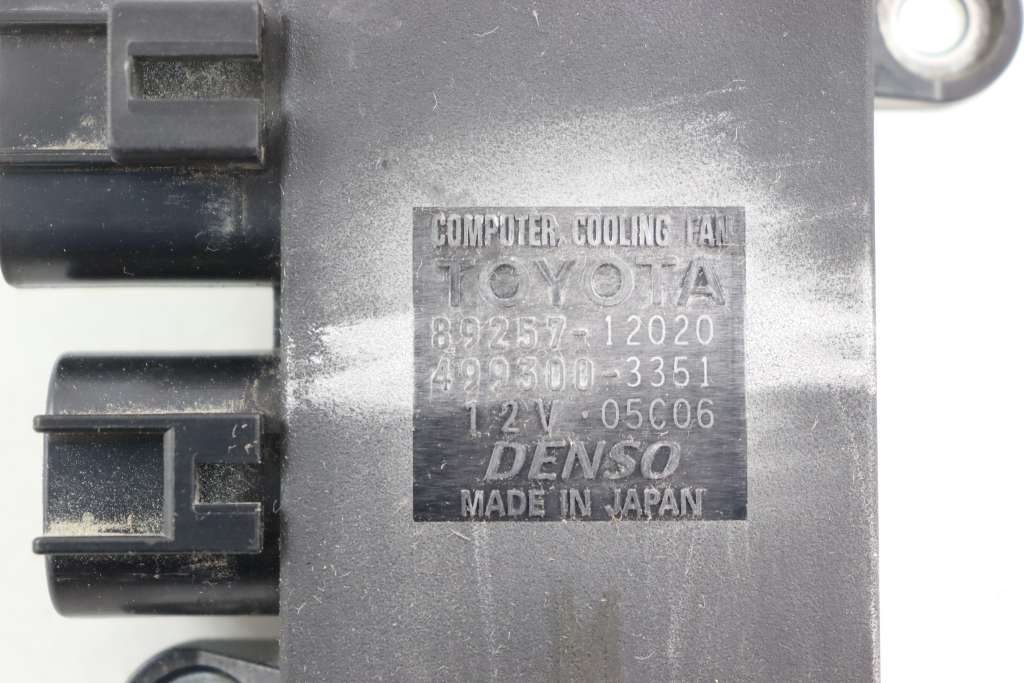 COMPUTER, COOLING FAN
TOYOTA
89257-12020
499300-3351
12V · 05C06
DENSO
MADE IN JAPAN